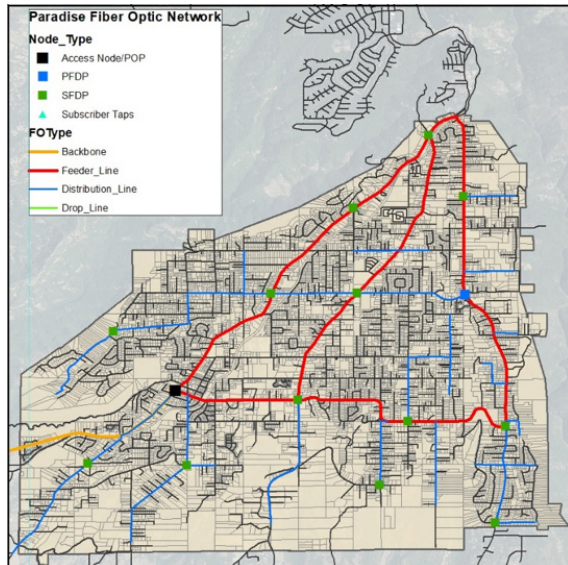 Paradise Fiber Optic Network
Node_Type
Access Node/POP
PFDP
SFDP
Subscriber Taps
FOType
Backbone
Feeder_Line
Distribution_Line
Drop_Line